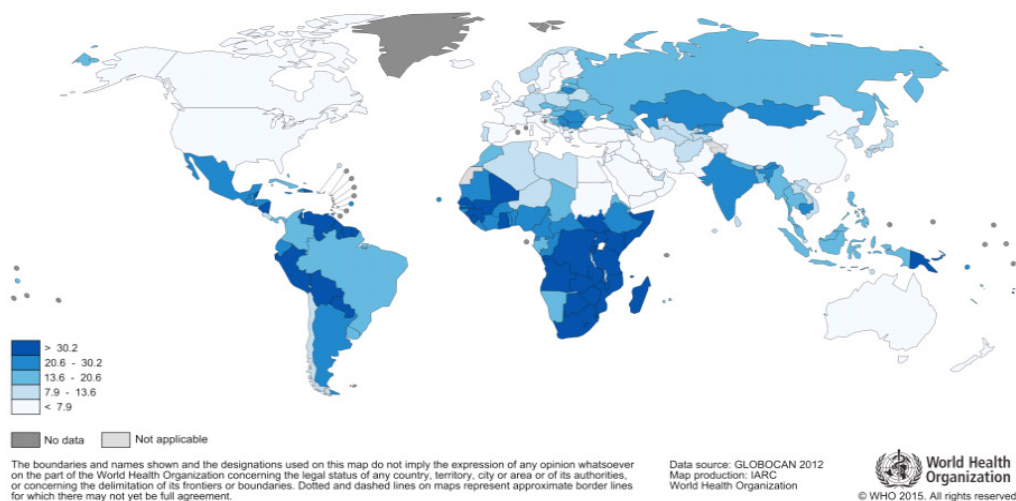 > 30.2
20.6 - 30.2
13.6 - 20.6
7.9 - 13.6
< 7.9
No data
Not applicable
The boundaries and names shown and the designations used on this map do not imply the expression of any opinion whatsoever
on the part of the World Health Organization concerning the legal status of any country, territory, city or area or of its authorities,
or concerning the delimitation of its frontiers or boundaries. Dotted and dashed lines on maps represent approximate border lines
for which there may not yet be full agreement.
Data source: GLOBOCAN 2012
Map production: IARC
World Health Organization
World Health
Organization
© WHO 2015. All rights reserved